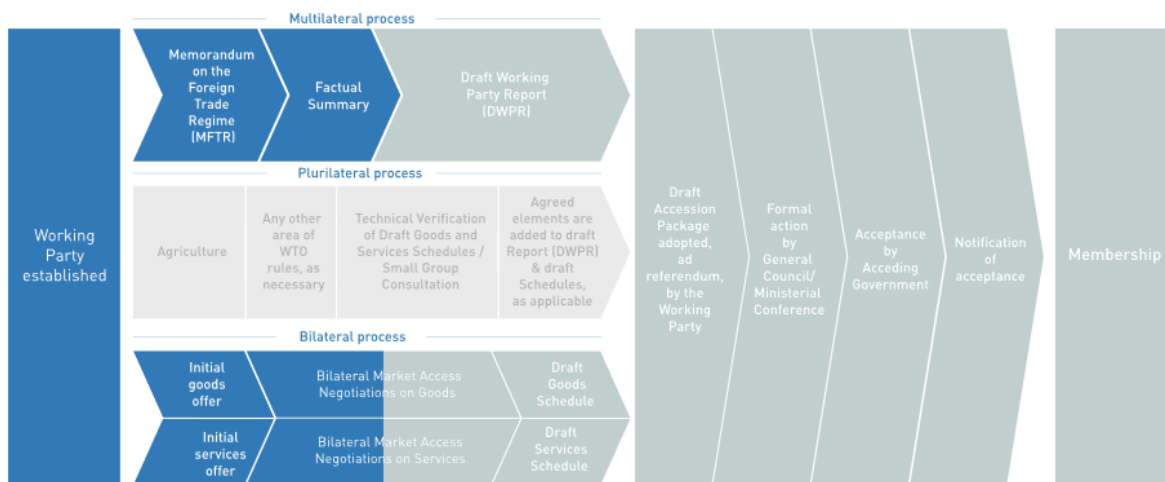 Working
Party
established
Multilateral process
Memorandum
on the
Foreign
Trade
Regime
(MFTR)
Factual
Summary
Draft Working
Party Report
(DWPR)
Plurilateral process
Agriculture
Any other
area of
WTO
rules, as
necessary
Technical Verification
of Draft Goods and
Services Schedules /
Small Group
Consultation
Agreed
elements are
added to draft
Report (DWPR)
& draft
Schedules,
as applicable
Bilateral process
Initial
goods
offer
Bilateral Market Access
Negotiations on Goods
Draft
Goods
Schedule
Initial
services
offer
Bilateral Market Access
Negotiations on Services
Draft
Services
Schedule
Draft
Accession
Package
adopted,
ad
referendum,
by the
Working
Party
Formal
action
by
General
Council/
Ministerial
Conference
Acceptance
by
Acceding
Government
Notification
of
acceptance
Membership